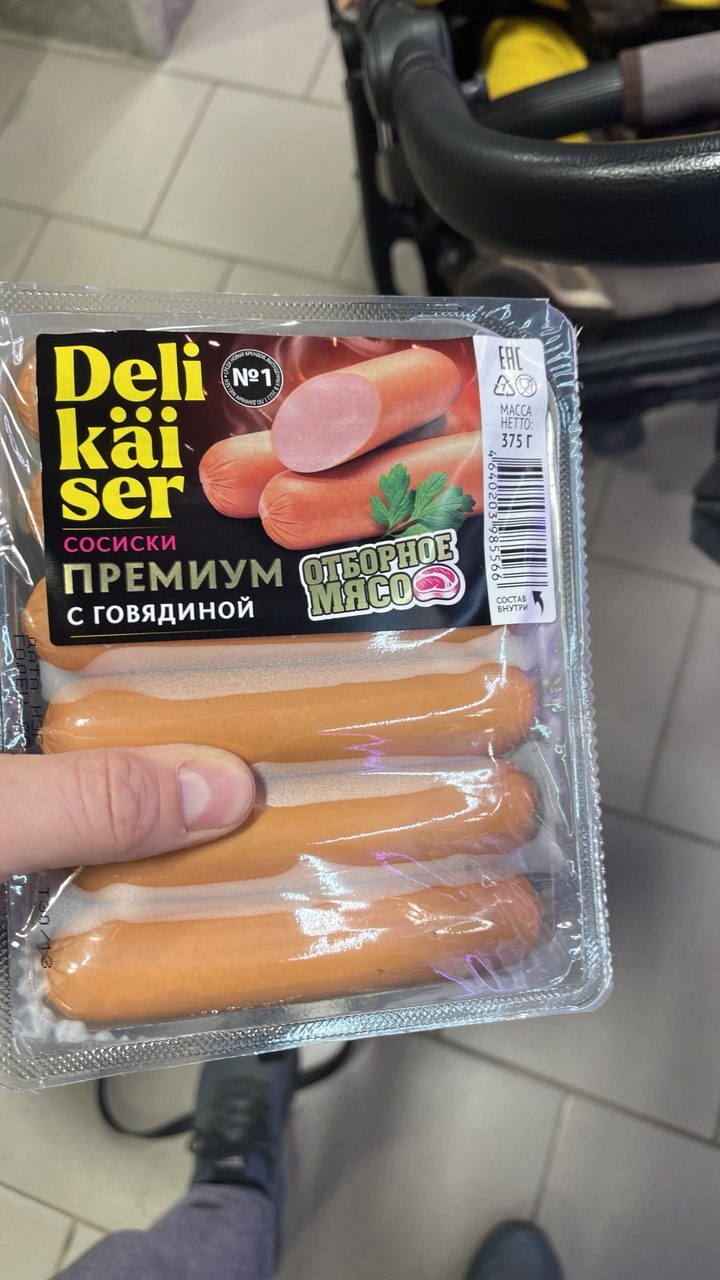 Deli
käi
ser
№1
СОСИСКИ
ПРЕМИУМ
С ГОВЯДИНОЙ
ОТБОРНОЕ
МЯСО
EAC
МАССА
НЕТТО:
375 Г
4640203985566
СОСТАВ
ВНУТРИ